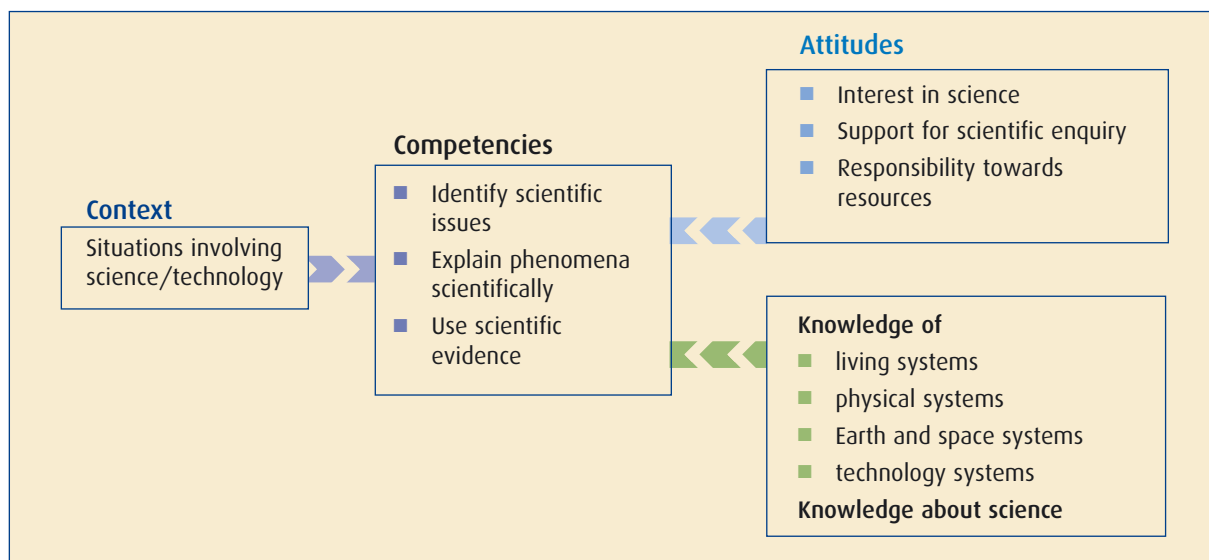 Context
Situations involving
science/technology
Competencies
Identify scientific
issues
Explain phenomena
scientifically
Use scientific
evidence
Attitudes
Interest in science
Support for scientific enquiry
Responsibility towards
resources
Knowledge of
living systems
physical systems
Earth and space systems
technology systems
Knowledge about science